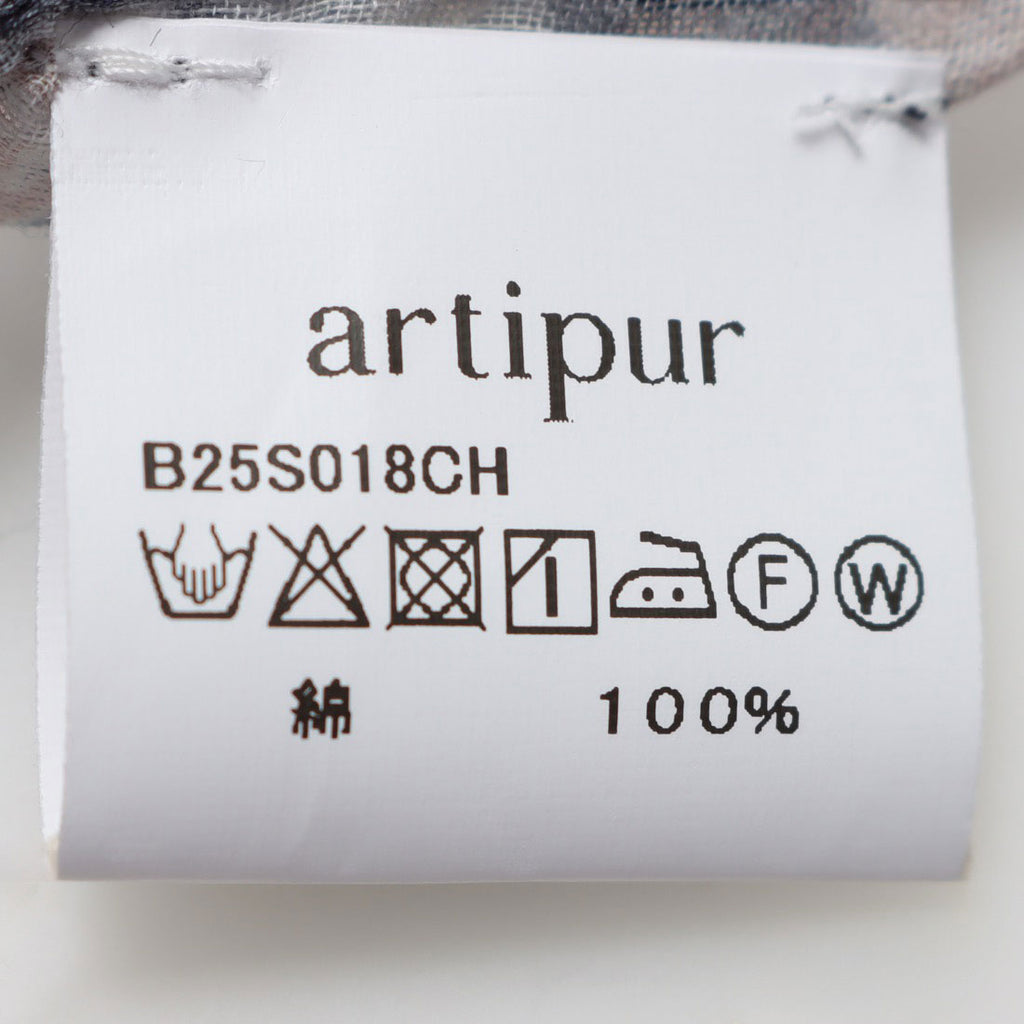 artipur
B25S018CH
F W
綿 100%